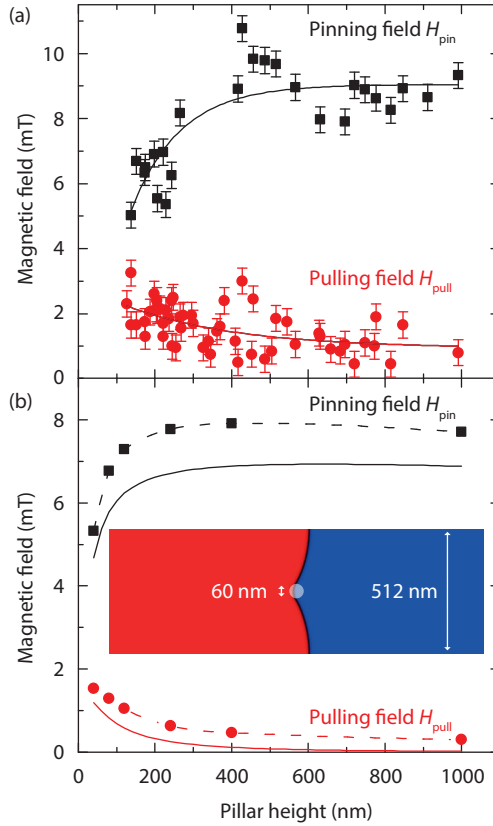 (a)
Pinning field H_pin
10
8
6
4
2
0
Magnetic field (mT)
Pulling field H_pull
(b)
Pinning field H_pin
8
6
4
2
0
Magnetic field (mT)
60 nm
512 nm
Pulling field H_pull
0 200 400 600 800 1000
Pillar height (nm)